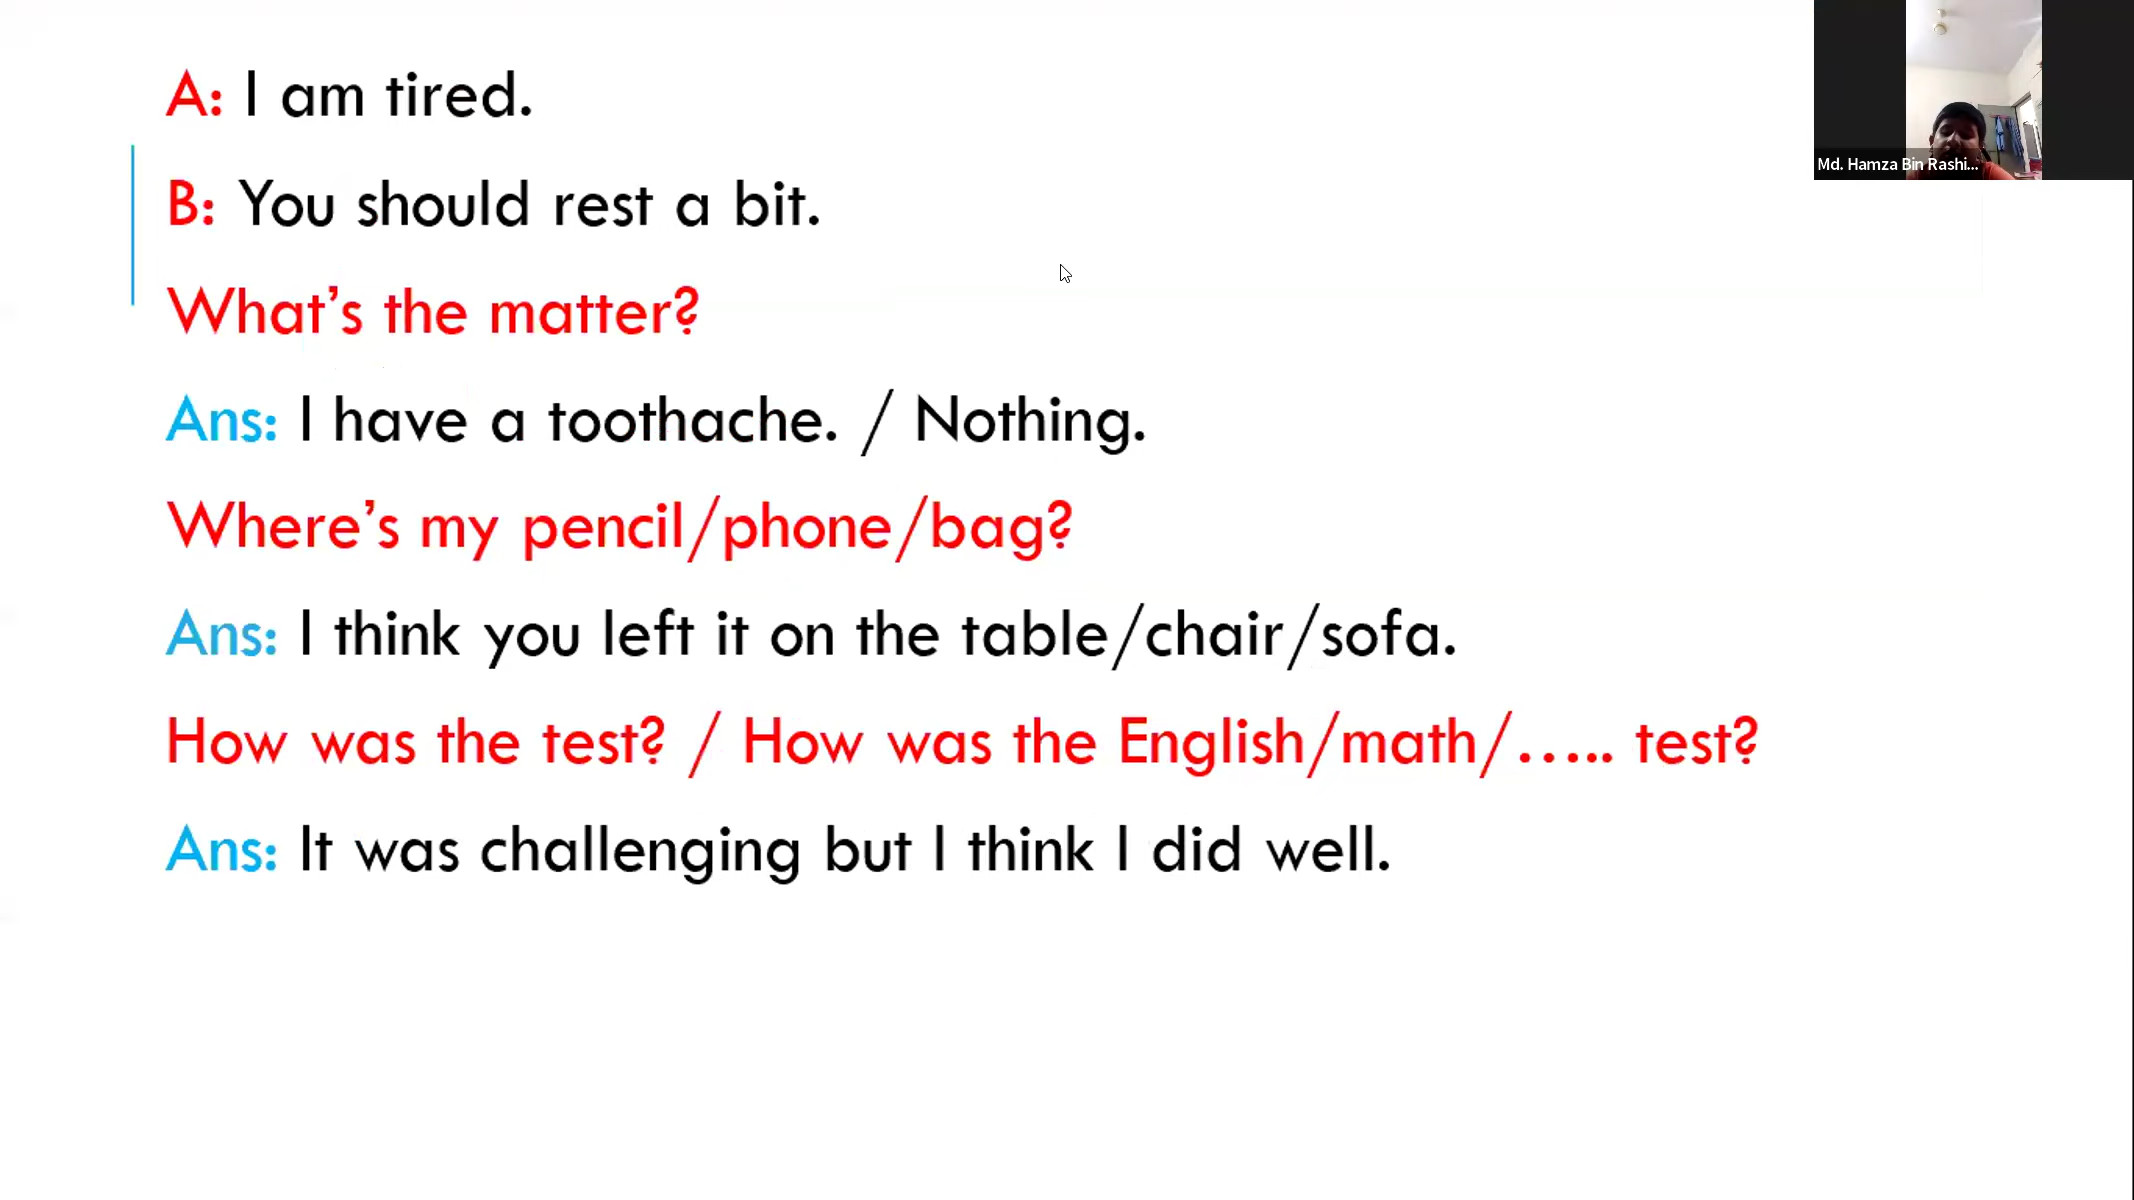 A: I am tired.
Md. Hamza Bin Rashi...
B: You should rest a bit.
What’s the matter?
Ans: I have a toothache. / Nothing.
Where’s my pencil/phone/bag?
Ans: I think you left it on the table/chair/sofa.
How was the test? / How was the English/math/….. test?
Ans: It was challenging but I think I did well.